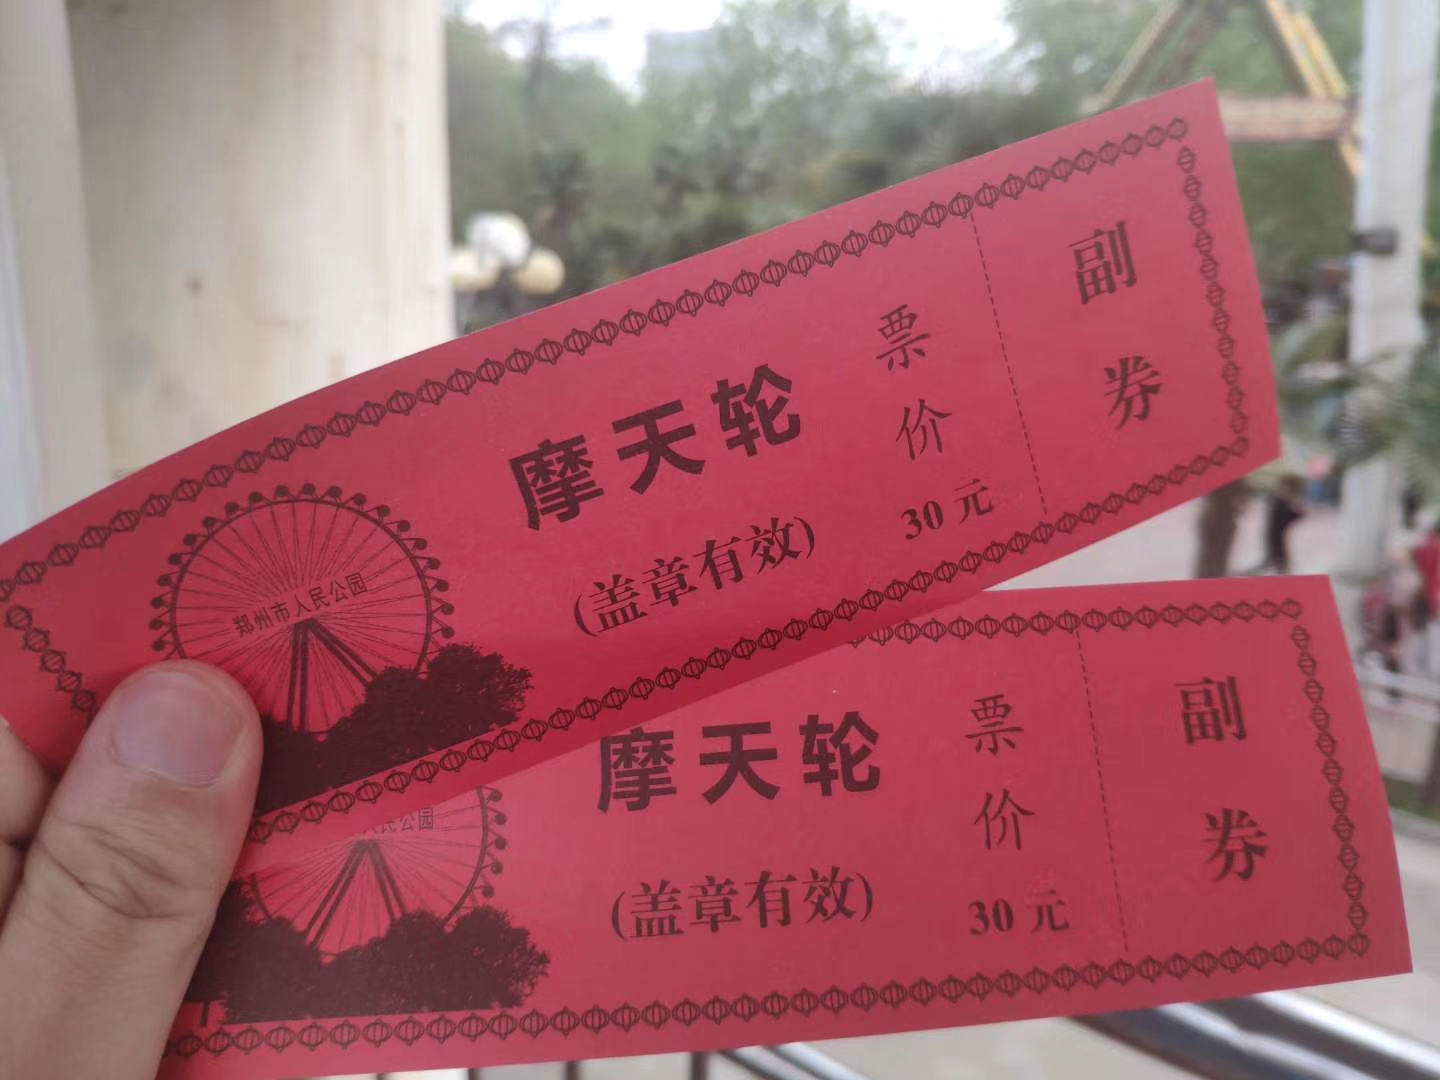 郑州市人民公园
摩天轮
(盖章有效)
票价
30元
副券
民公园
摩天轮
(盖章有效)
票价
30元
副券